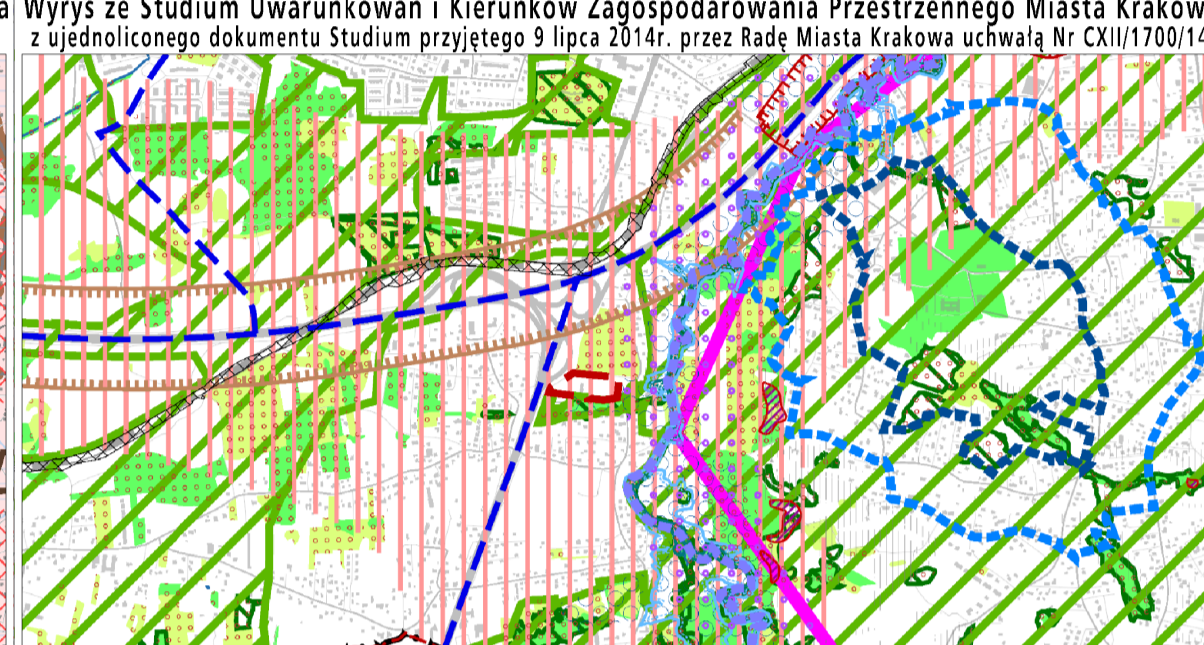 a Wyrys ze Studium Uwarunkowań i Kierunków Zagospodarowania Przestrzennego Miasta Krakow
z ujednoliconego dokumentu Studium przyjętego 9 lipca 2014r. przez Radę Miasta Krakowa uchwałą Nr CXII/1700/14